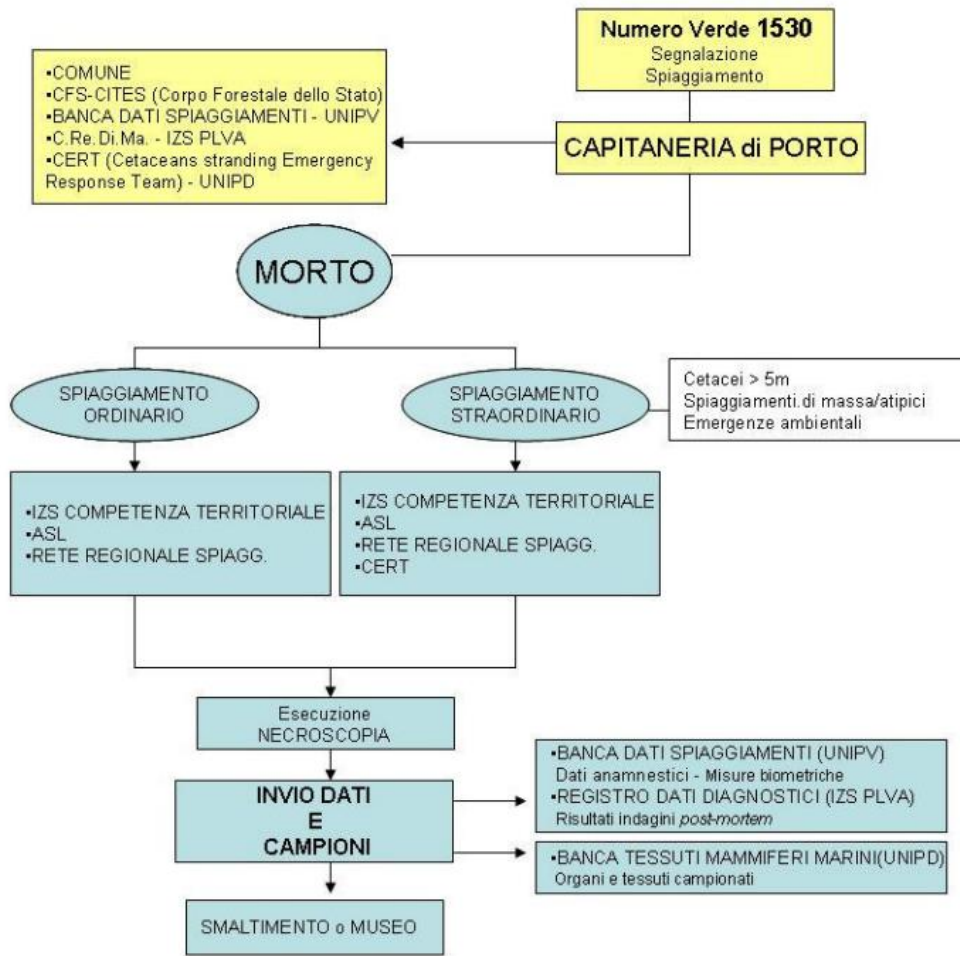 Numero Verde 1530
Segnalazione
Spiaggiamento
CAPITANERIA di PORTO
▪COMUNE
▪CFS-CITES (Corpo Forestale dello Stato)
▪BANCA DATI SPIAGGIAMENTI - UNIPV
▪C.Re.Di.Ma. - IZS PLVA
▪CERT (Cetaceans stranding Emergency
Response Team) - UNIPD
MORTO
SPIAGGIAMENTO
ORDINARIO
SPIAGGIAMENTO
STRAORDINARIO
Cetacei > 5m
Spiaggiamenti.di massa/atipici
Emergenze ambientali
▪IZS COMPETENZA TERRITORIALE
▪ASL
▪RETE REGIONALE SPIAGG.
▪IZS COMPETENZA TERRITORIALE
▪ASL
▪RETE REGIONALE SPIAGG.
▪CERT
Esecuzione
NECROSCOPIA
INVIO DATI
E
CAMPIONI
▪BANCA DATI SPIAGGIAMENTI (UNIPV)
Dati anamnestici - Misure biometriche
▪REGISTRO DATI DIAGNOSTICI (IZS PLVA)
Risultati indagini post-mortem
▪BANCA TESSUTI MAMMIFERI MARINI(UNIPD)
Organi e tessuti campionati
SMALTIMENTO o MUSEO